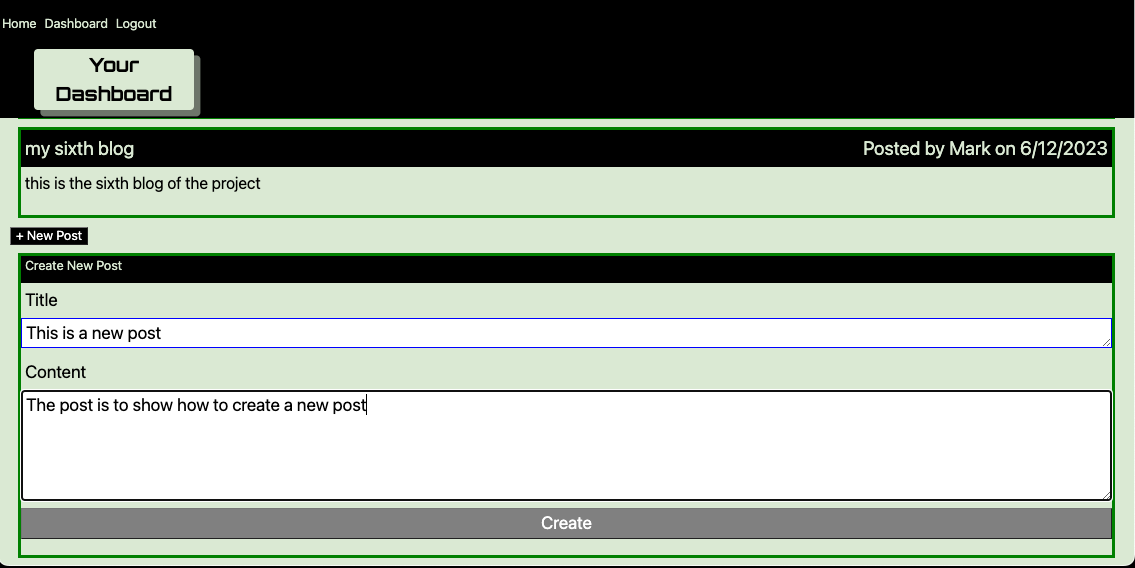 Home Dashboard Logout
Your
Dashboard
my sixth blog Posted by Mark on 6/12/2023
this is the sixth blog of the project
+ New Post
Create New Post
Title
This is a new post
Content
The post is to show how to create a new post
Create